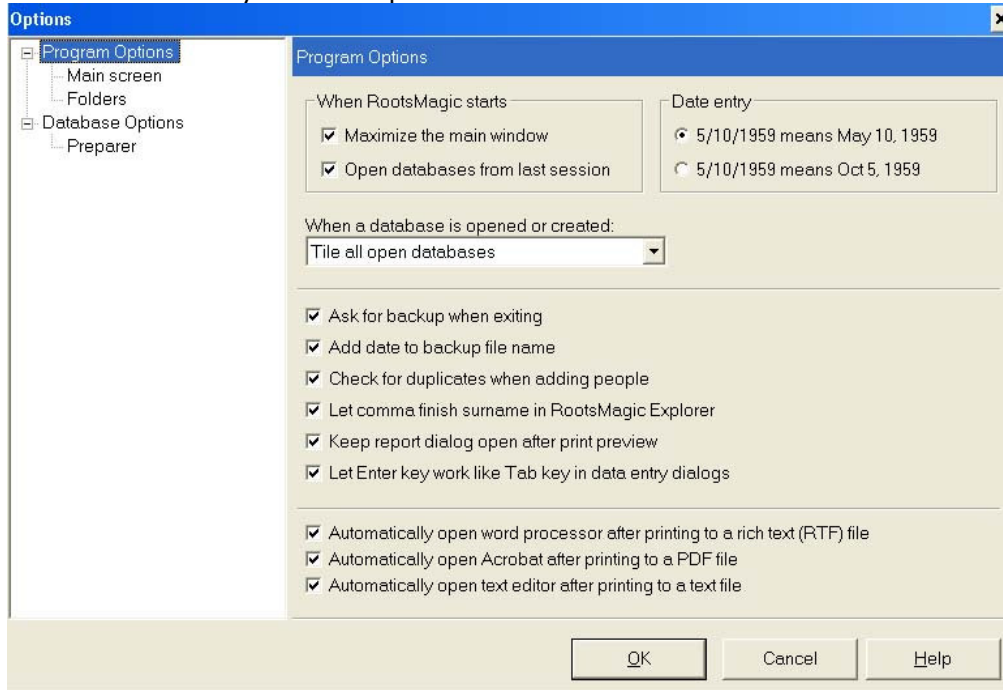 Options
Program Options
Main screen
Folders
Database Options
Preparer
Program Options
When RootsMagic starts
Maximize the main window
Open databases from last session
Date entry
5/10/1959 means May 10, 1959
5/10/1959 means Oct 5, 1959
When a database is opened or created:
Tile all open databases
Ask for backup when exiting
Add date to backup file name
Check for duplicates when adding people
Let comma finish surname in RootsMagic Explorer
Keep report dialog open after print preview
Let Enter key work like Tab key in data entry dialogs
Automatically open word processor after printing to a rich text (RTF) file
Automatically open Acrobat after printing to a PDF file
Automatically open text editor after printing to a text file
OK Cancel Help